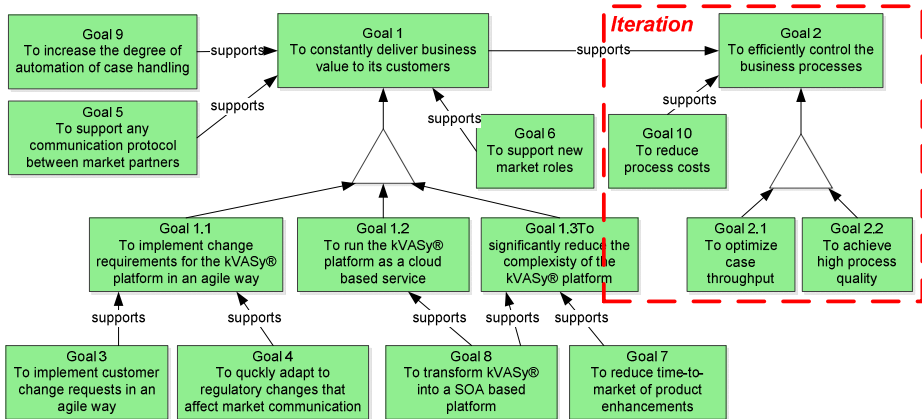 Goal 9
To increase the degree of
automation of case handling
supports
Goal 1
To constantly deliver business
value to its customers
supports
Iteration
Goal 2
To efficiently control the
business processes
Goal 5
To support any
communication protocol
between market partners
supports
supports
Goal 6
To support new
market roles
supports
Goal 10
To reduce
process costs
Goal 1.1
To implement change
requirements for the kVASy®
platform in an agile way
Goal 1.2
To run the kVASy®
platform as a cloud
based service
Goal 1.3To
significantly reduce the
complexisty of the
kVASy® platform
Goal 2.1
To optimize
case
throughput
Goal 2.2
To achieve
high process
quality
supports
supports
supports
supports
supports
Goal 3
To implement customer
change requests in an
agile way
Goal 4
To quckly adapt to
regulatory changes that
affect market communication
Goal 8
To transform kVASy®
into a SOA based
platform
Goal 7
To reduce time-to-
market of product
enhancements